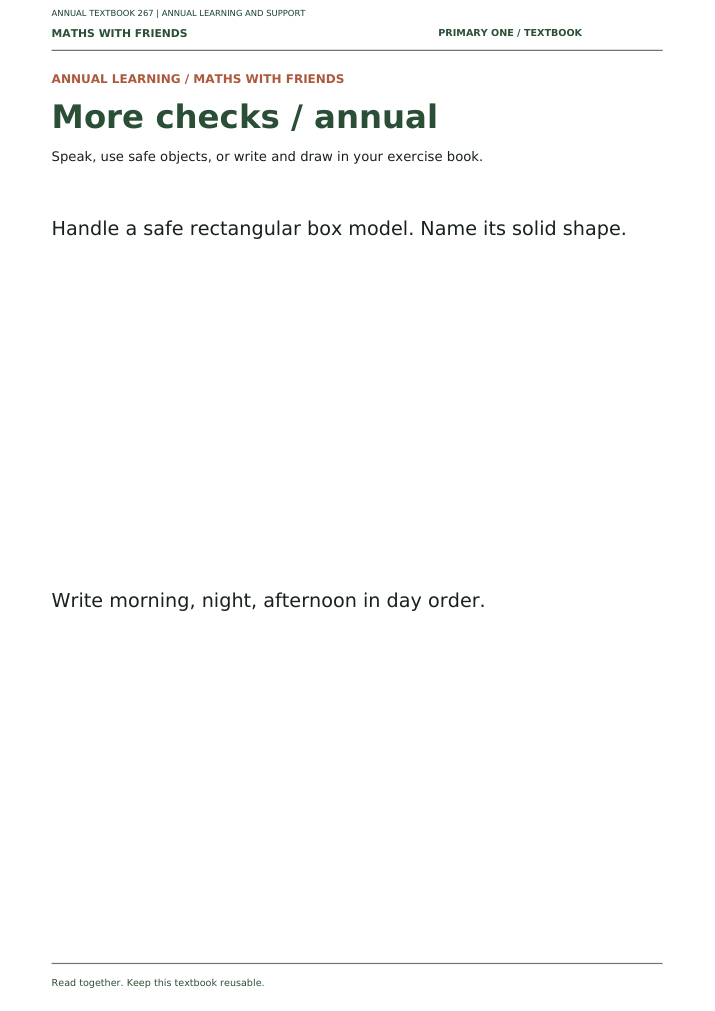 ANNUAL TEXTBOOK 267 | ANNUAL LEARNING AND SUPPORT
MATHS WITH FRIENDS
PRIMARY ONE / TEXTBOOK
ANNUAL LEARNING / MATHS WITH FRIENDS
More checks / annual
Speak, use safe objects, or write and draw in your exercise book.
Handle a safe rectangular box model. Name its solid shape.
Write morning, night, afternoon in day order.
Read together. Keep this textbook reusable.